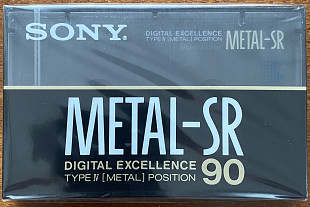 SONY.
DIGITAL EXCELLENCE
TYPE IV [METAL] POSITION
METAL-SR
METAL-SR
DIGITAL EXCELLENCE
TYPE IV [METAL] POSITION
90